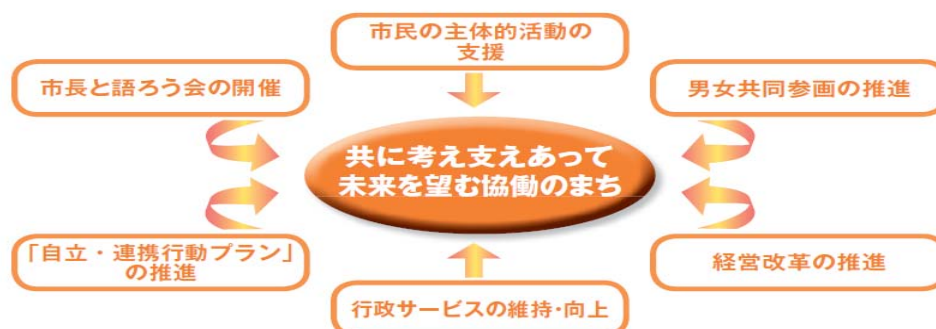 市民の主体的活動の
支援
市長と語ろう会の開催
男女共同参画の推進
共に考え支えあって
未来を望む協働のまち
「自立・連携行動プラン」
の推進
経営改革の推進
行政サービスの維持・向上